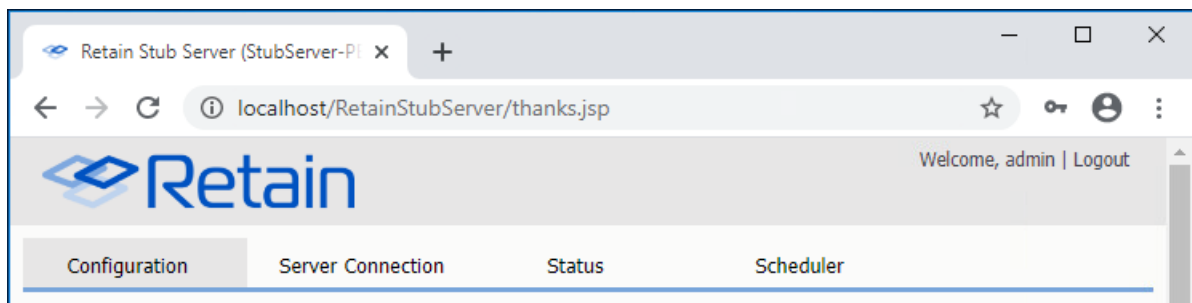 Retain Stub Server (StubServer-P
localhost/RetainStubServer/thanks.jsp
Retain
Welcome, admin | Logout
Configuration Server Connection Status Scheduler